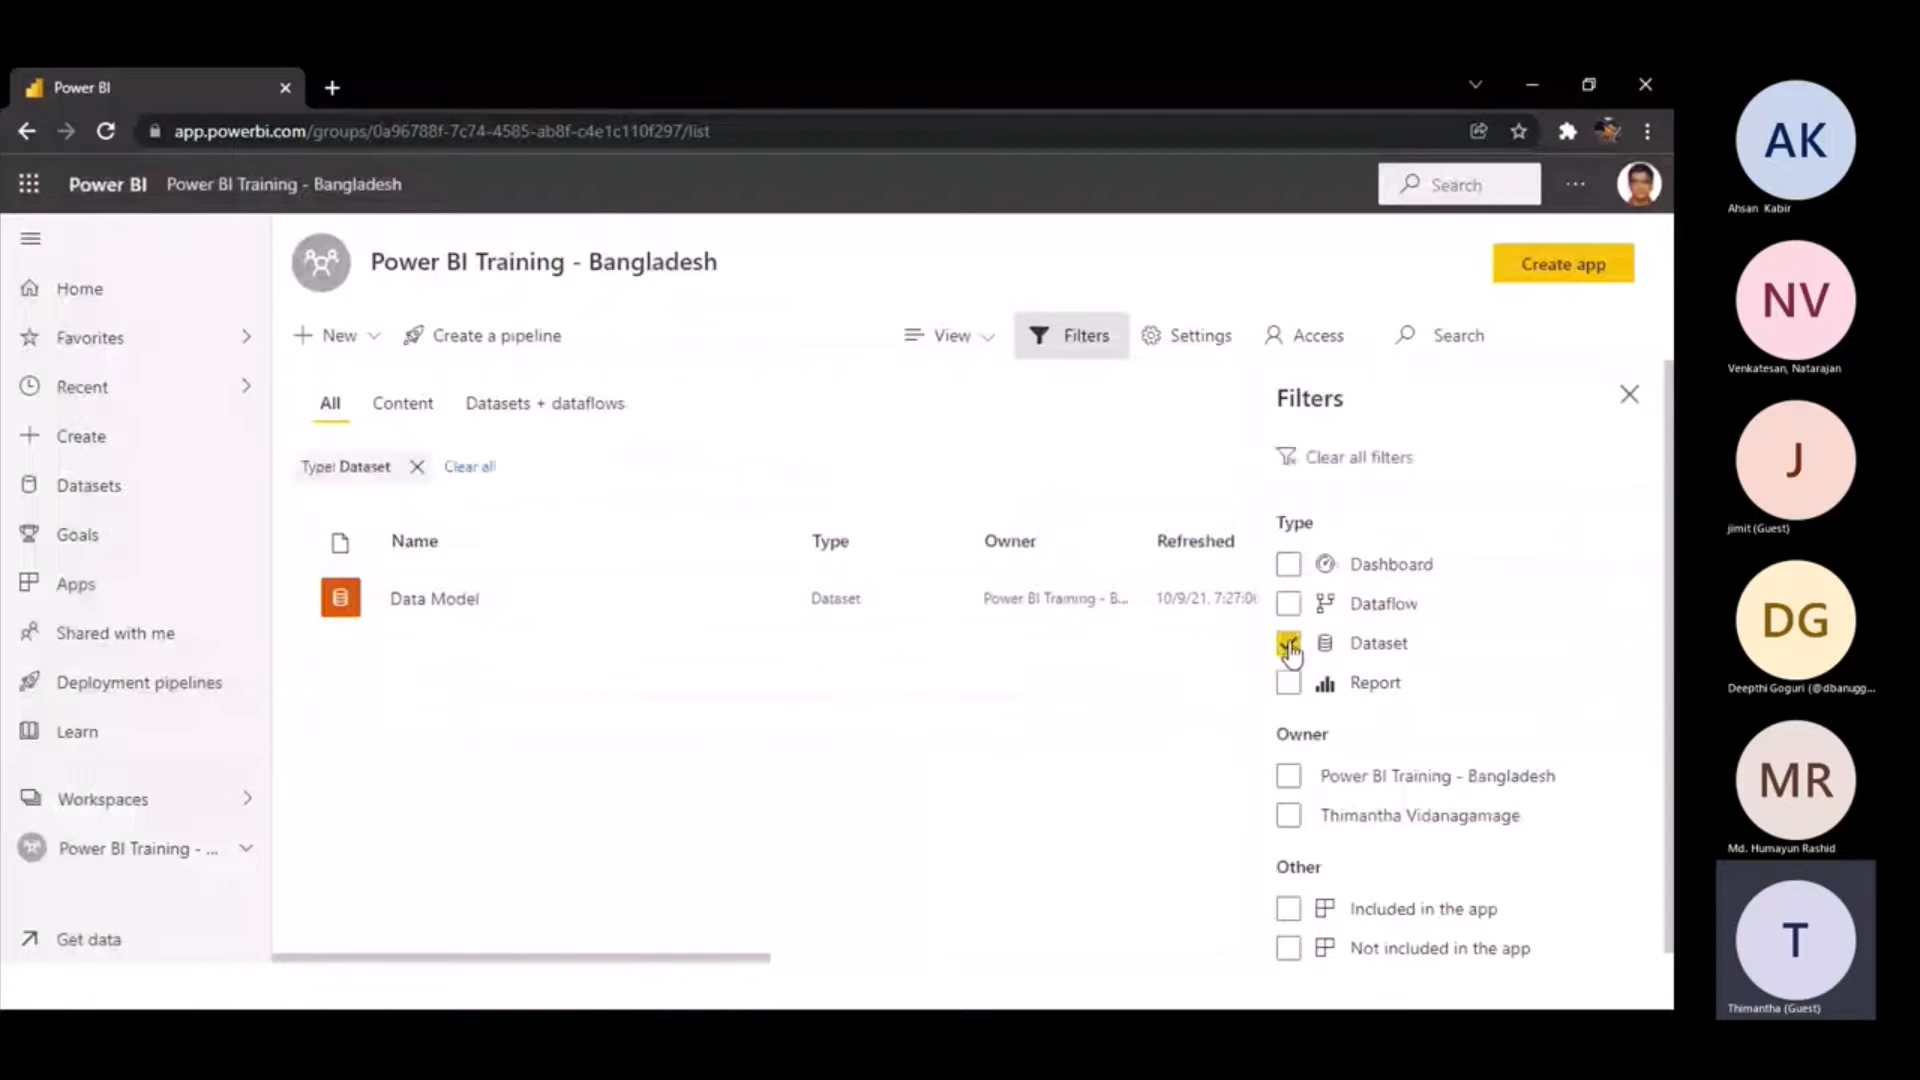 Power BI
app.powerbi.com/groups/0a96788f-7c74-4585-ab8f-c4e1c110f297/list
Power BI Power BI Training - Bangladesh
Search
Power BI Training - Bangladesh
Create app
New
Create a pipeline
View
Filters
Settings
Access
Search
Home
Favorites
Recent
Create
Datasets
Goals
Apps
Shared with me
Deployment pipelines
Learn
Workspaces
Power BI Training - ...
Get data
All Content Datasets + dataflows
Type: Dataset Clear all
Name Type Owner Refreshed
Data Model Dataset Power BI Training - B... 10/9/21, 7:27:0
Filters
Clear all filters
Type
Dashboard
Dataflow
Dataset
Report
Owner
Power BI Training - Bangladesh
Thimantha Vidanagamage
Other
Included in the app
Not included in the app
AK
Ahsan Kabir
NV
Venkatesan, Natarajan
J
jimit (Guest)
DG
Deepthi Goguri (@dbanugg...
MR
Md. Humayun Rashid
T
Thimantha (Guest)